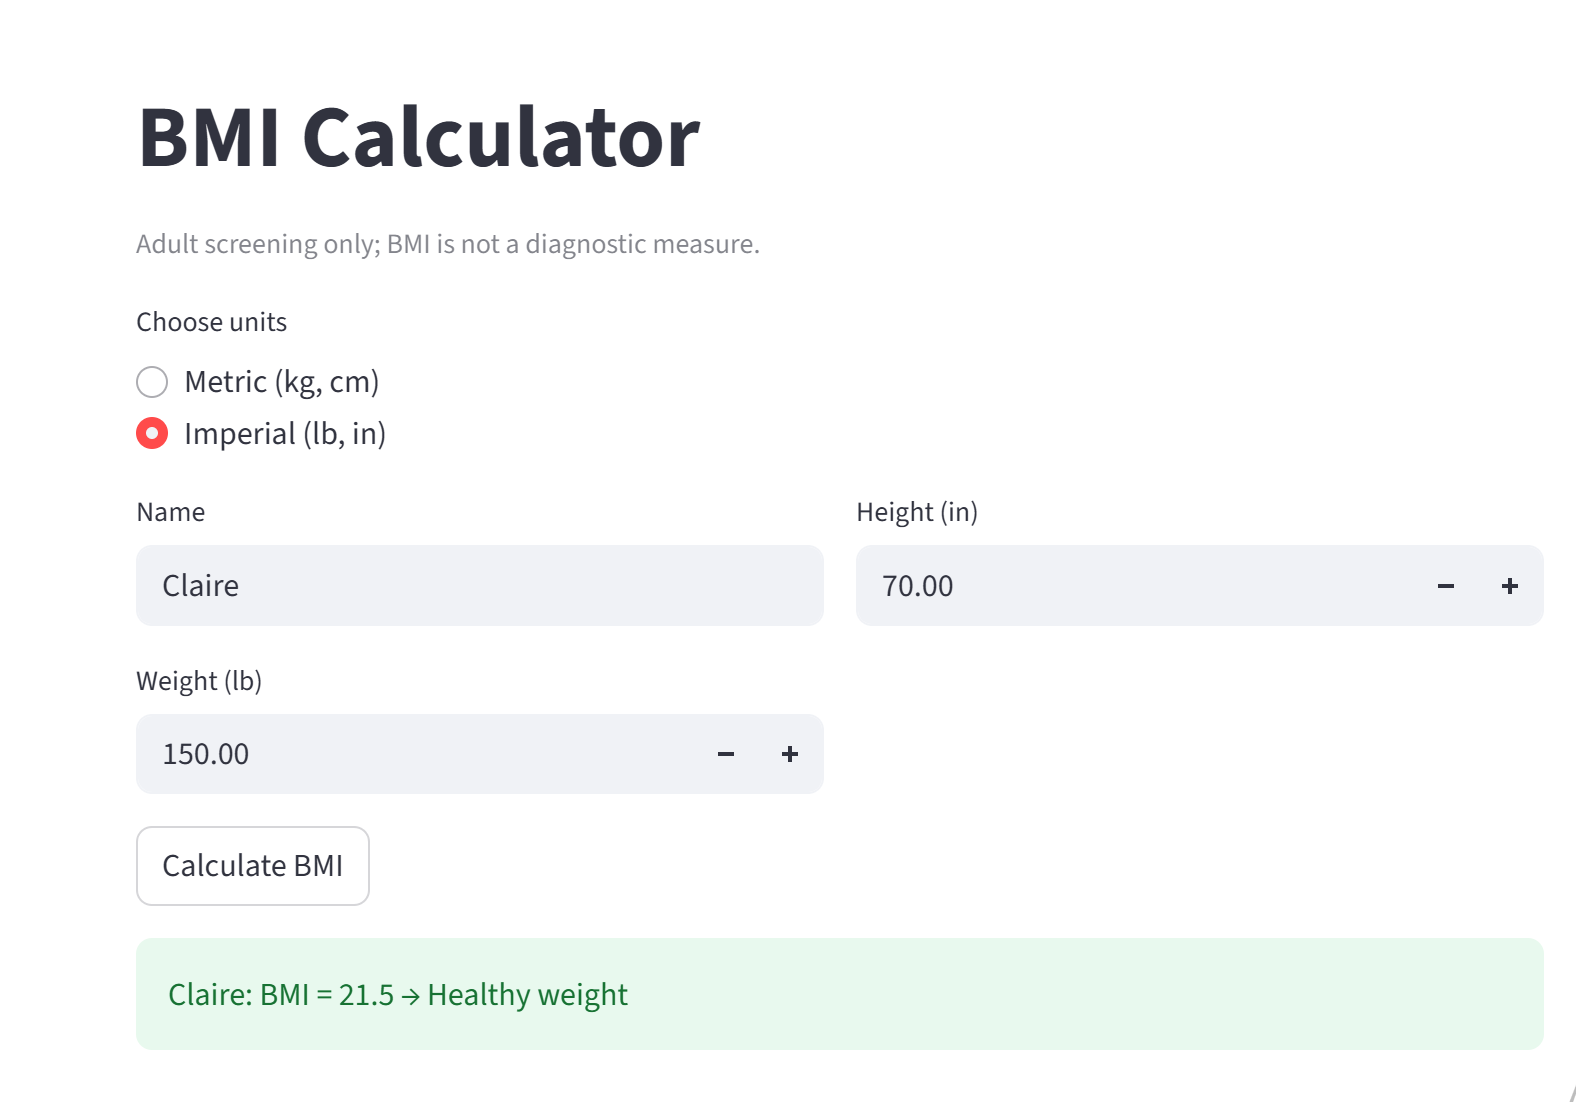 BMI Calculator
Adult screening only; BMI is not a diagnostic measure.
Choose units
Metric (kg, cm)
Imperial (lb, in)
Name
Claire
Height (in)
70.00
Weight (lb)
150.00
Calculate BMI
Claire: BMI = 21.5 → Healthy weight